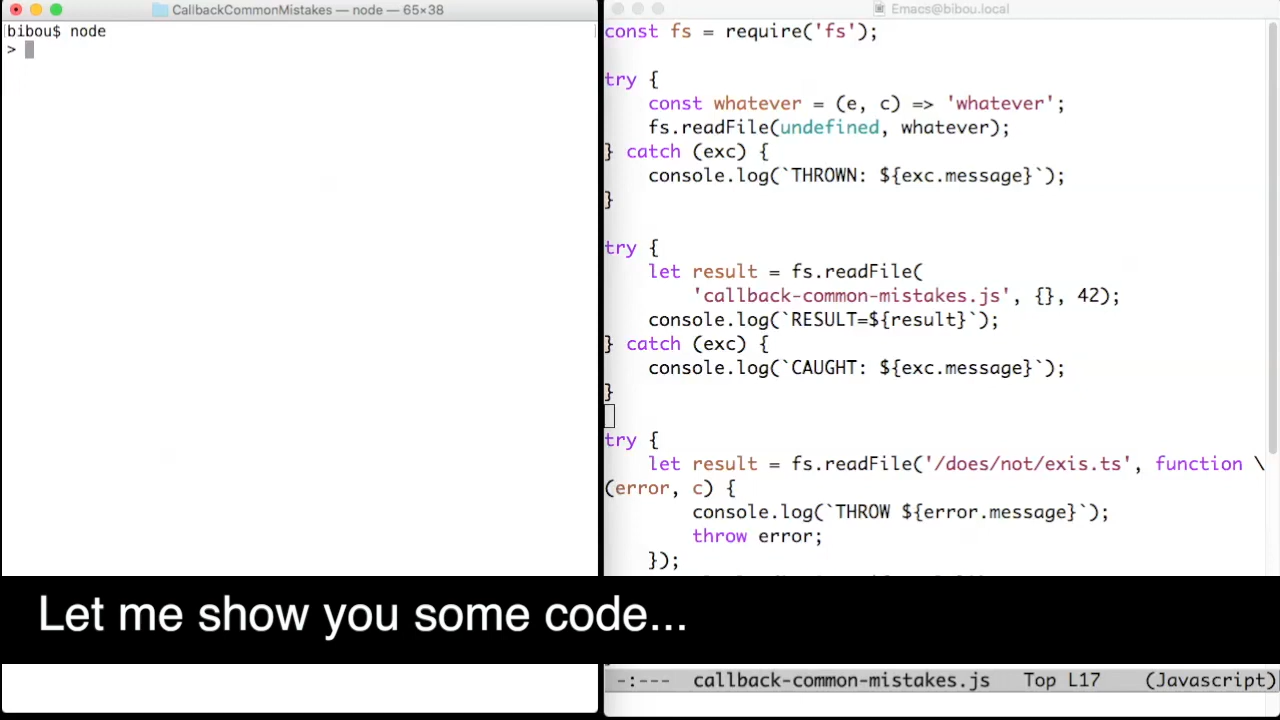 CallbackCommonMistakes — node — 65×38
bibou$ node
>
Emacs@bibou.local
const fs = require('fs');
try {
    const whatever = (e, c) => 'whatever';
    fs.readFile(undefined, whatever);
} catch (exc) {
    console.log(`THROWN: ${exc.message}`);
}
try {
    let result = fs.readFile(
        'callback-common-mistakes.js', {}, 42);
    console.log(`RESULT=${result}`);
} catch (exc) {
    console.log(`CAUGHT: ${exc.message}`);
}
try {
    let result = fs.readFile('/does/not/exis.ts', function \
(error, c) {
        console.log(`THROW ${error.message}`);
        throw error;
    });
Let me show you some code...
-:--- callback-common-mistakes.js Top L17 (Javascript)